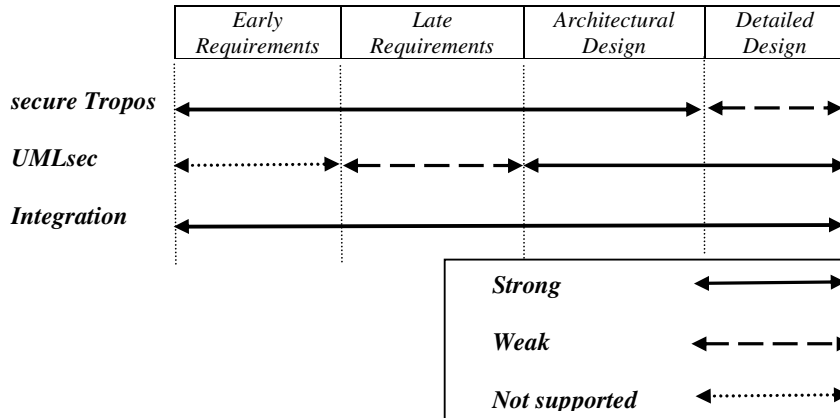 Early Requirements
Late Requirements
Architectural Design
Detailed Design
secure Tropos
UMLsec
Integration
Strong
Weak
Not supported